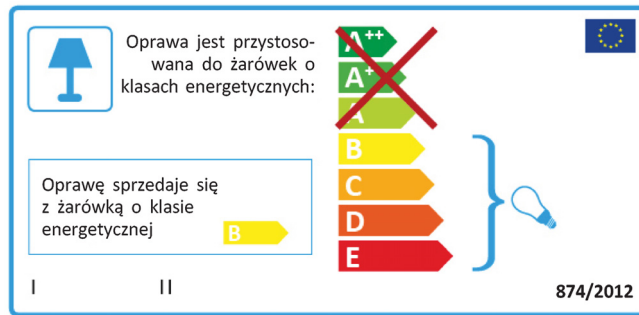 Oprawa jest przystoso-
wana do żarówek o
klasach energetycznych:
A++
A+
A
B
C
D
E
Oprawę sprzedaje się
z żarówką o klasie
energetycznej
B
I II
874/2012